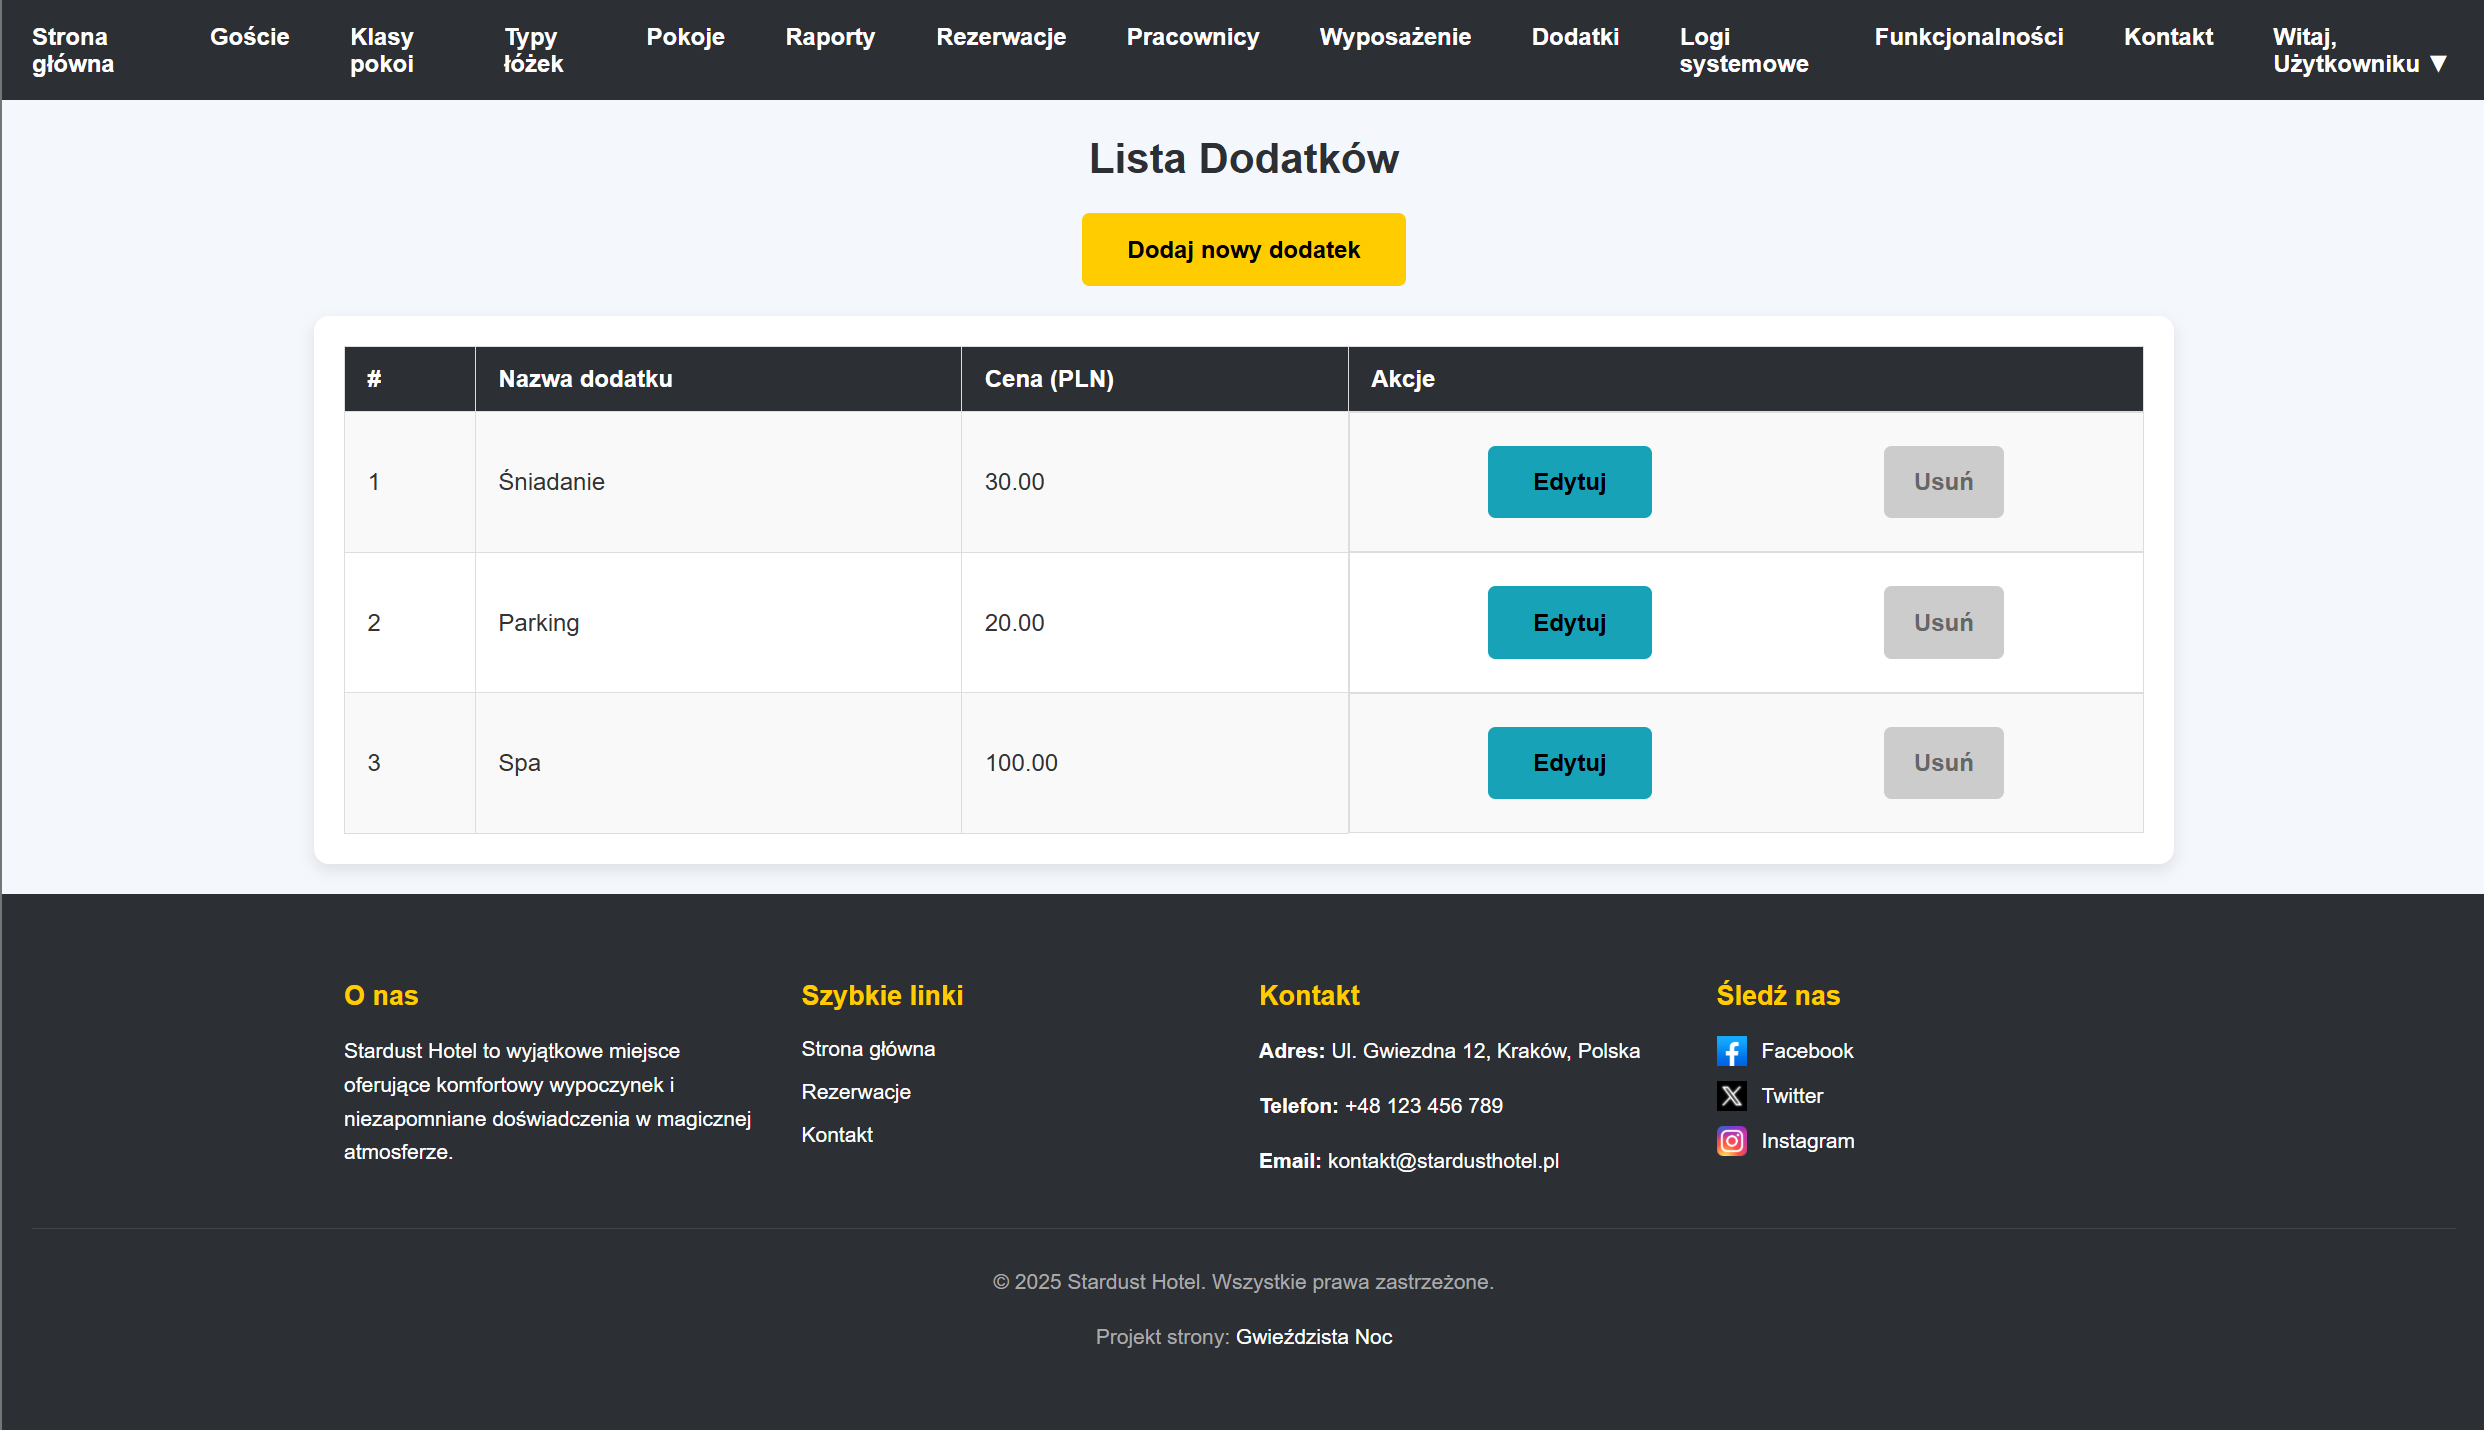 Strona główna
Goście
Klasy pokoi
Typy łóżek
Pokoje
Raporty
Rezerwacje
Pracownicy
Wyposażenie
Dodatki
Logi systemowe
Funkcjonalności
Kontakt
Witaj, Użytkowniku ▼
Lista Dodatków
Dodaj nowy dodatek
# Nazwa dodatku Cena (PLN) Akcje
1 Śniadanie 30.00 Edytuj Usuń
2 Parking 20.00 Edytuj Usuń
3 Spa 100.00 Edytuj Usuń
O nas
Stardust Hotel to wyjątkowe miejsce
oferujące komfortowy wypoczynek i
niezapomniane doświadczenia w magicznej
atmosferze.
Szybkie linki
Strona główna
Rezerwacje
Kontakt
Kontakt
Adres: Ul. Gwiezdna 12, Kraków, Polska
Telefon: +48 123 456 789
Email: kontakt@stardusthotel.pl
Śledź nas
Facebook
Twitter
Instagram
© 2025 Stardust Hotel. Wszystkie prawa zastrzeżone.
Projekt strony: Gwieździsta Noc